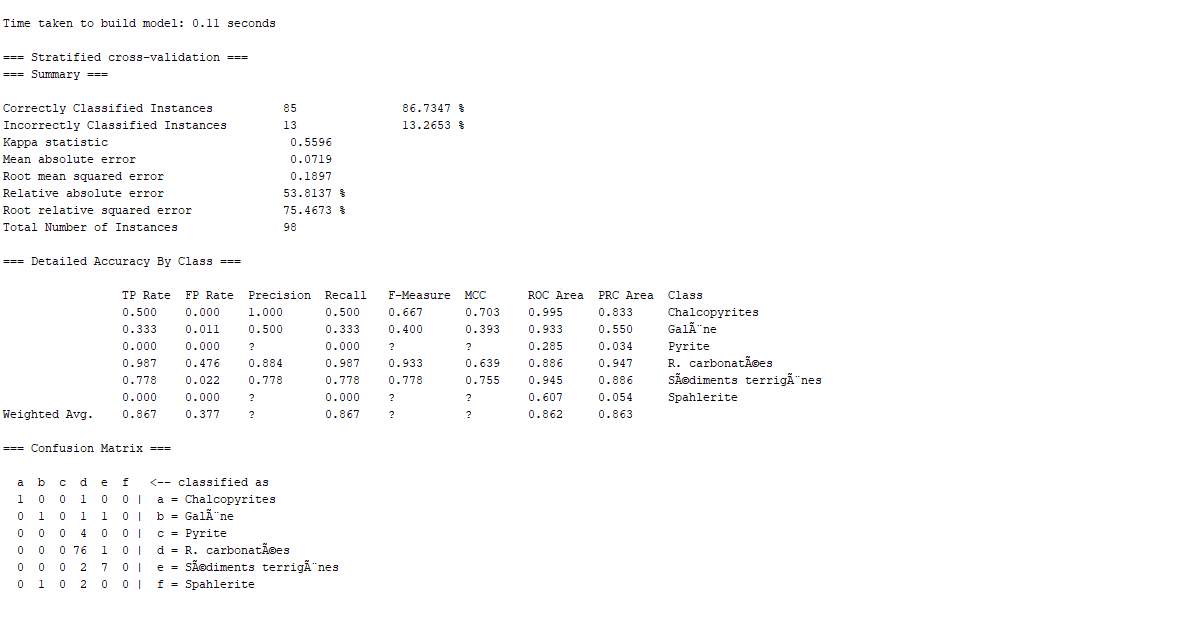 Time taken to build model: 0.11 seconds
=== Stratified cross-validation ===
=== Summary ===
Correctly Classified Instances          85               86.7347 %
Incorrectly Classified Instances        13               13.2653 %
Kappa statistic                          0.5596
Mean absolute error                      0.0719
Root mean squared error                  0.1897
Relative absolute error                 53.8137 %
Root relative squared error             75.4673 %
Total Number of Instances               98
=== Detailed Accuracy By Class ===
                 TP Rate  FP Rate  Precision  Recall   F-Measure  MCC      ROC Area  PRC Area  Class
                 0.500    0.000    1.000      0.500    0.667      0.703    0.995     0.833     Chalcopyrites
                 0.333    0.011    0.500      0.333    0.400      0.393    0.933     0.550     GalÃ¨ne
                 0.000    0.000    ?          0.000    ?          ?        0.285     0.034     Pyrite
                 0.987    0.476    0.884      0.987    0.933      0.639    0.886     0.947     R. carbonatÃ©es
                 0.778    0.022    0.778      0.778    0.778      0.755    0.945     0.886     SÃ©diments terrigÃ¨nes
                 0.000    0.000    ?          0.000    ?          ?        0.607     0.054     Spahlerite
Weighted Avg.    0.867    0.377    ?          0.867    ?          ?        0.862     0.863
=== Confusion Matrix ===
  a  b  c  d  e  f   <-- classified as
  1  0  0  1  0  0 |  a = Chalcopyrites
  0  1  0  1  1  0 |  b = GalÃ¨ne
  0  0  0  4  0  0 |  c = Pyrite
  0  0  0 76  1  0 |  d = R. carbonatÃ©es
  0  0  0  2  7  0 |  e = SÃ©diments terrigÃ¨nes
  0  1  0  2  0  0 |  f = Spahlerite